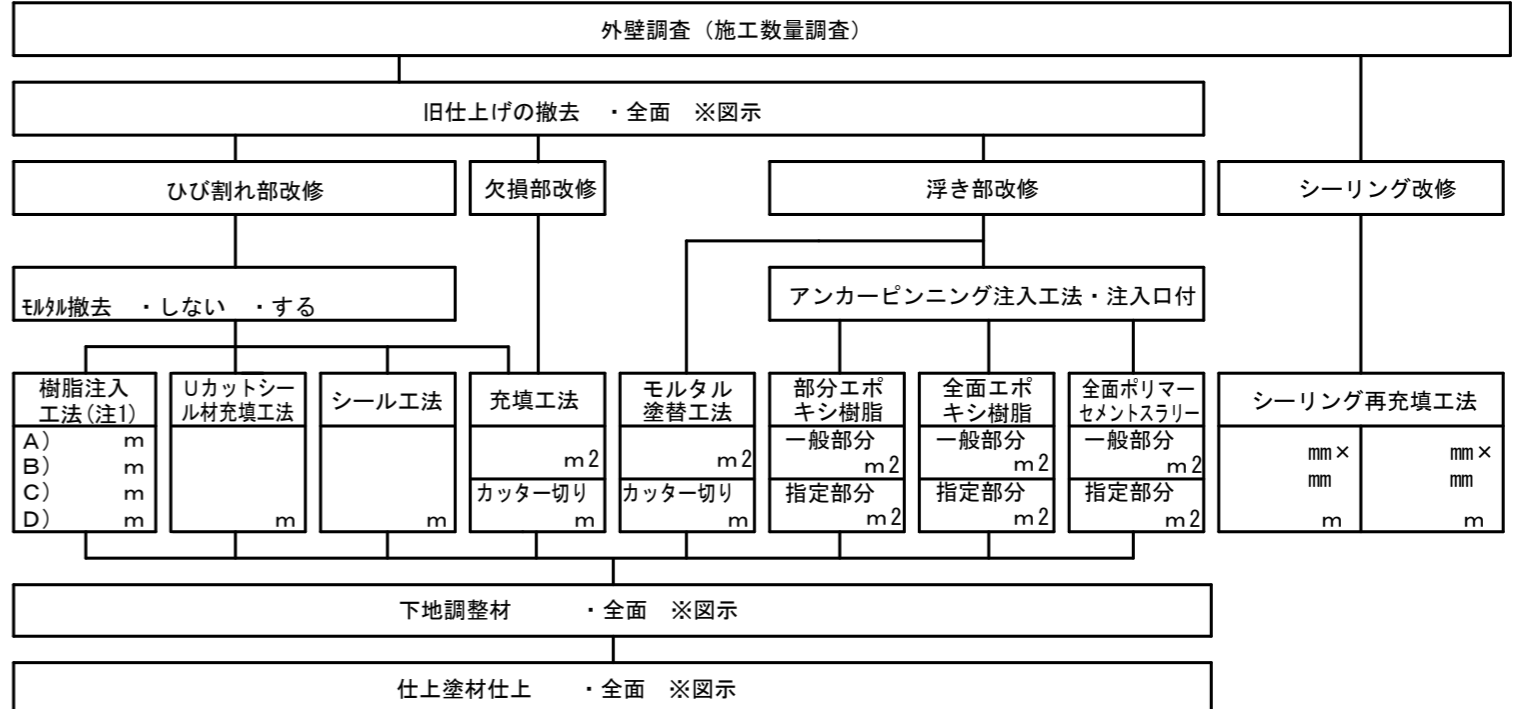 外壁調査（施工数量調査）
旧仕上げの撤去　・全面　※図示
ひび割れ部改修
欠損部改修
浮き部改修
シーリング改修
ﾓﾙﾀﾙ撤去　・しない　・する
アンカーピンニング注入工法・注入口付
樹脂注入
工法(注1)
A）　m
B）　m
C）　m
D）　m
Uカットシー
ル材充填工法
m
シール工法
m
充填工法
m2
カッター切り
m
モルタル
塗替工法
m2
カッター切り
m
部分エポ
キシ樹脂
一般部分
m2
指定部分
m2
全面エポ
キシ樹脂
一般部分
m2
指定部分
m2
全面ポリマー
セメントスラリー
一般部分
m2
指定部分
m2
シーリング再充填工法
mm×
mm
m
mm×
mm
m
下地調整材　・全面　※図示
仕上塗材仕上　・全面　※図示